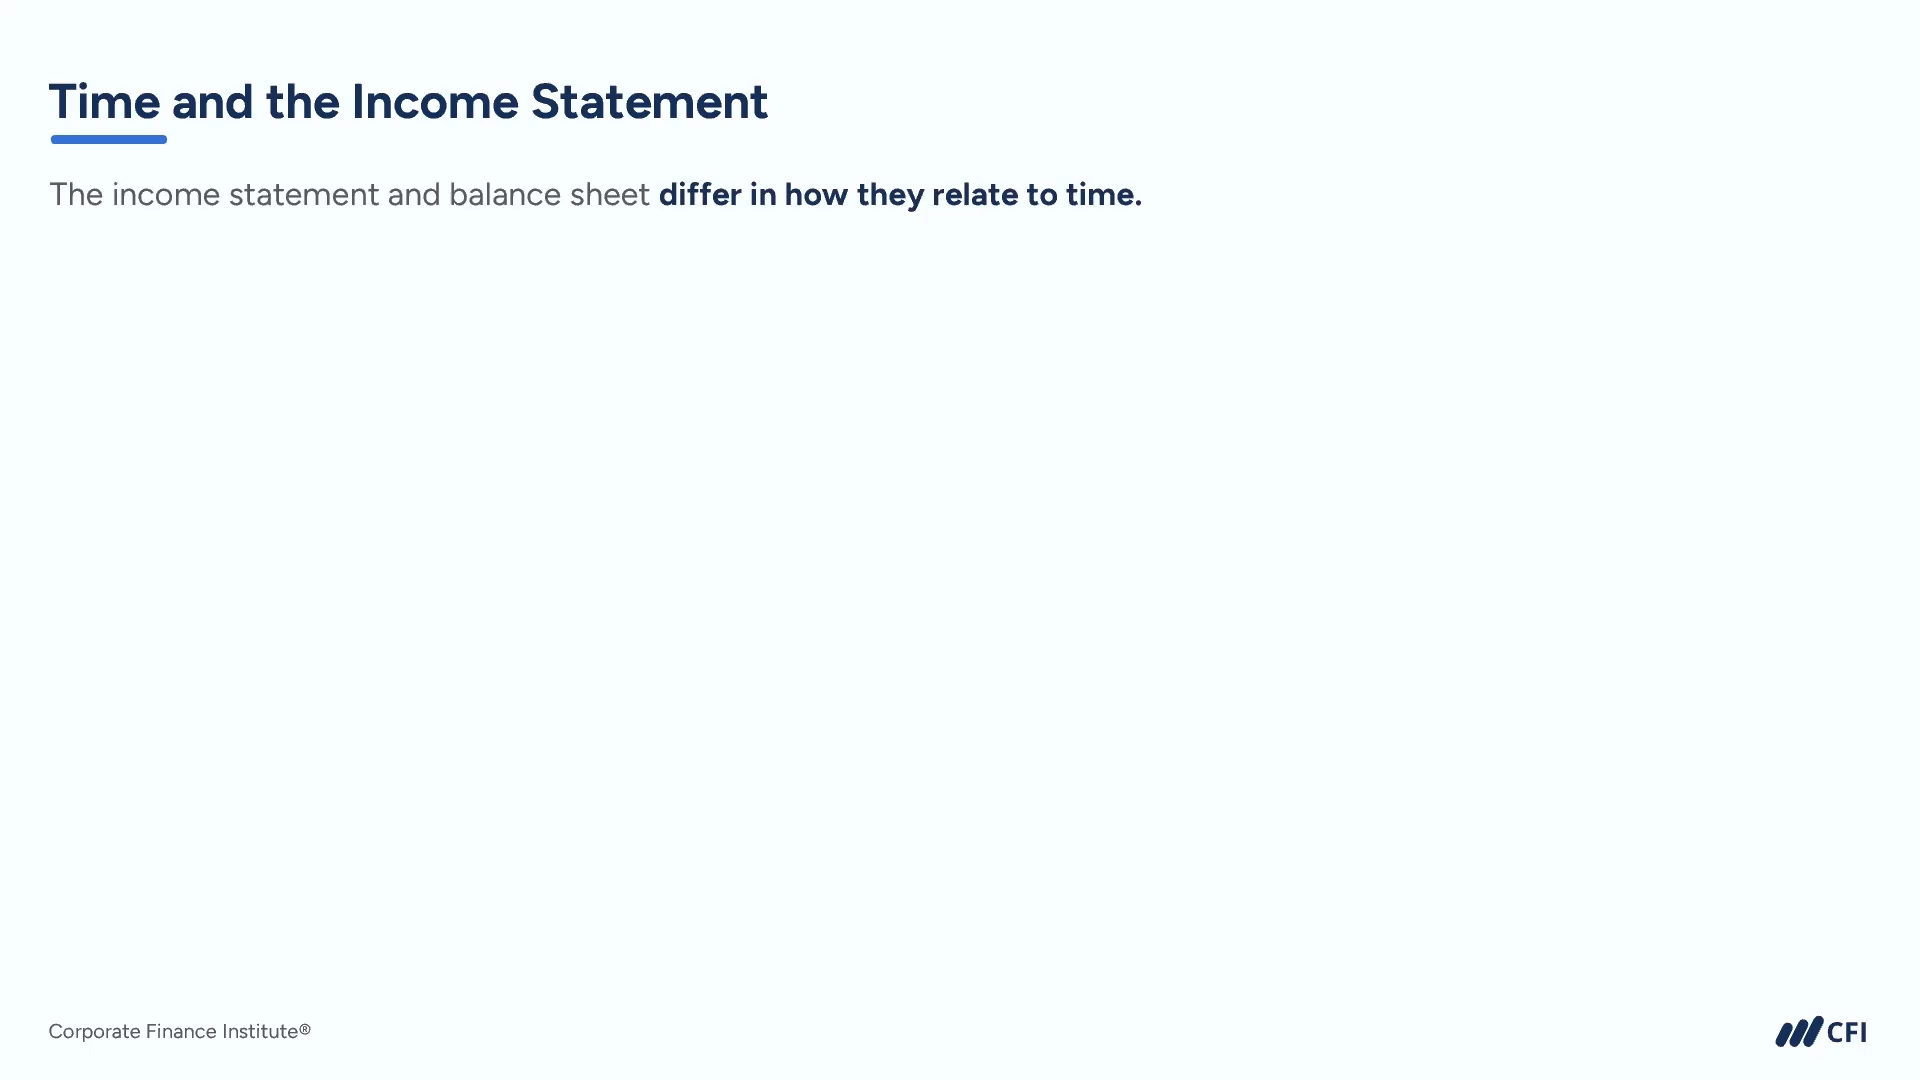 Time and the Income Statement
The income statement and balance sheet differ in how they relate to time.
Corporate Finance Institute®
CFI